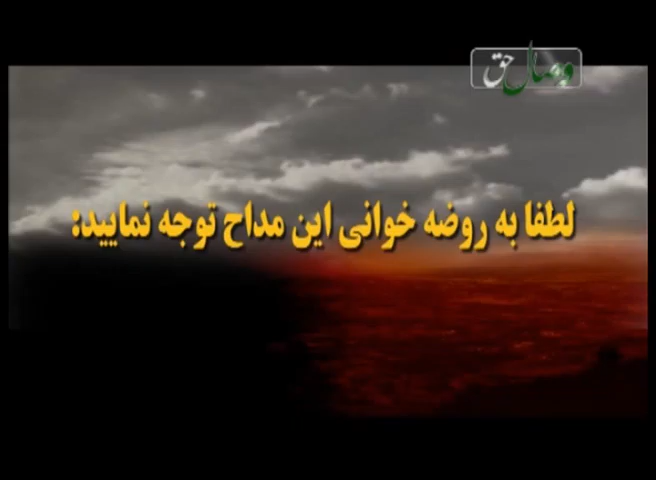 وصال حق
لطفا به روضه خوانی این مداح توجه نمایید: